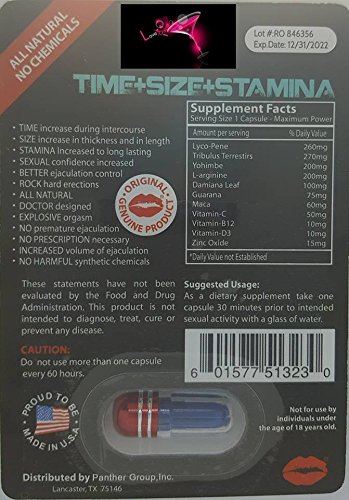 ALL NATURAL
NO CHEMICALS
Lot #:RO 846356
Exp.Date: 12/31/2022
TIME+SIZE+STAMINA
• TIME increase during intercourse
• SIZE increase in thickness and in length
• STAMINA Increased to long lasting
• SEXUAL confidence increased
• BETTER ejaculation control
• ROCK hard erections
• ALL NATURAL
• DOCTOR designed
• EXPLOSIVE orgasm
• NO premature ejaculation
• NO PRESCRIPTION necessary
• INCREASED volume of ejaculation
• NO HARMFUL synthetic chemicals
ORIGINAL
GENUINE PRODUCT
Supplement Facts
Serving Size 1 Capsule - Maximum Power
Amount per serving % Daily Value
Lyco-Pene 260mg
Tribulus Terrestirs 270mg
Yohimbe 200mg
L-arginine 200mg
Damiana Leaf 100mg
Guarana 75mg
Maca 60mg
Vitamin-C 50mg
Vitamin-B12 10mg
Vitamin-D3 10mg
Zinc Oxide 15mg
*Daily Value not Established
These statements have not been
evaluated by the Food and Drug
Administration. This product is not
intended to diagnose, treat, cure or
prevent any disease.
Suggested Usage:
As a dietary supplement take one
capsule 30 minutes prior to intended
sexual activity with a glass of water.
CAUTION:
Do not use more than one capsule
every 60 hours.
6 01577 51323 0
PROUD TO BE
MADE IN U.S.A
Not for use by
individuals under
the age of 18 years old.
Distributed by Panther Group,Inc.
Lancaster, TX 75146